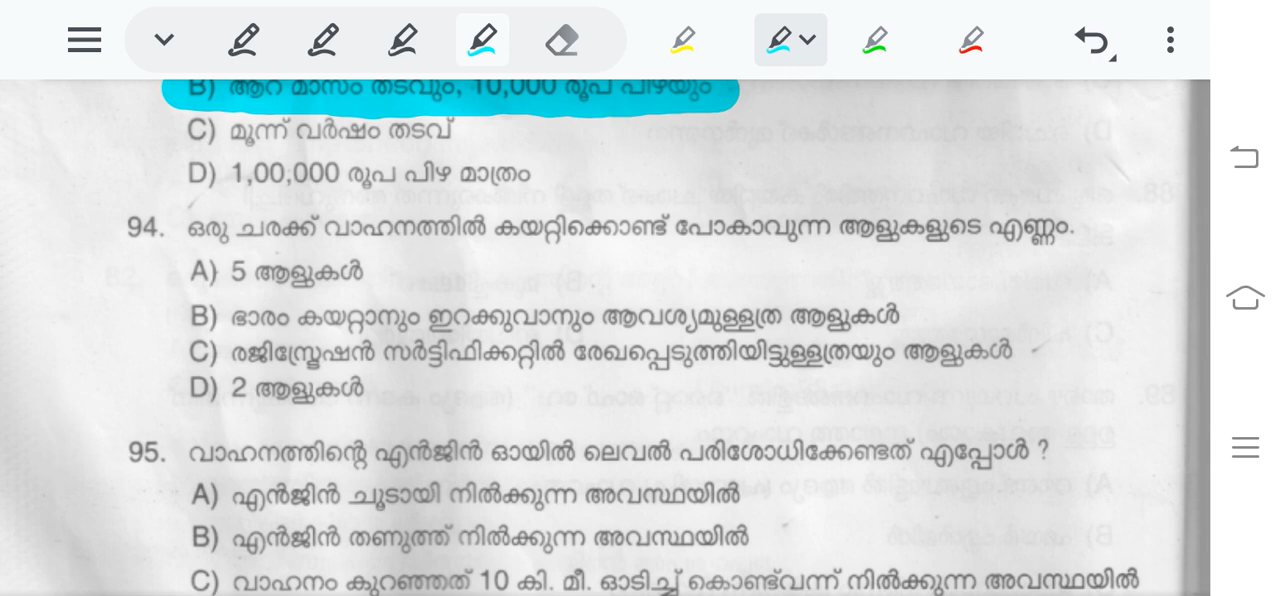 B) ആറ് മാസം തടവും, 10,000 രൂപ പിഴയും
C) മൂന്ന് വർഷം തടവ്
D) 1,00,000 രൂപ പിഴ മാത്രം
94. ഒരു ചരക്ക് വാഹനത്തിൽ കയറ്റിക്കൊണ്ട് പോകാവുന്ന ആളുകളുടെ എണ്ണം.
A) 5 ആളുകൾ
B) ഭാരം കയറ്റാനും ഇറക്കുവാനും ആവശ്യമുള്ളത്ര ആളുകൾ
C) രജിസ്ട്രേഷൻ സർട്ടിഫിക്കറ്റിൽ രേഖപ്പെടുത്തിയിട്ടുള്ളത്രയും ആളുകൾ
D) 2 ആളുകൾ
95. വാഹനത്തിന്റെ എൻജിൻ ഓയിൽ ലെവൽ പരിശോധിക്കേണ്ടത് എപ്പോൾ ?
A) എൻജിൻ ചൂടായി നിൽക്കുന്ന അവസ്ഥയിൽ
B) എൻജിൻ തണുത്ത് നിൽക്കുന്ന അവസ്ഥയിൽ
C) വാഹനം കുറഞ്ഞത് 10 കി. മീ. ഓടിച്ച് കൊണ്ട്വന്ന് നിൽക്കുന്ന അവസ്ഥയിൽ